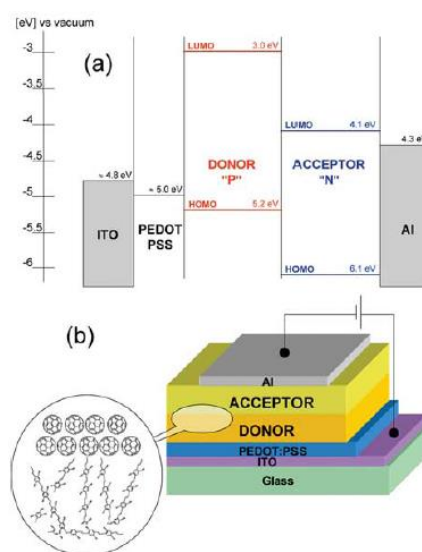 [eV] vs vacuum
(a)
-3
-3.5
-4
-4.5
-5
-5.5
-6
LUMO 3.0 eV
LUMO 4.1 eV
4.3 eV
≈ 4.8 eV
≈ 5.0 eV
DONOR
"P"
ACCEPTOR
"N"
HOMO 5.2 eV
ITO
PEDOT
PSS
Al
HOMO 6.1 eV
(b)
Al
ACCEPTOR
DONOR
PEDOT:PSS
ITO
Glass